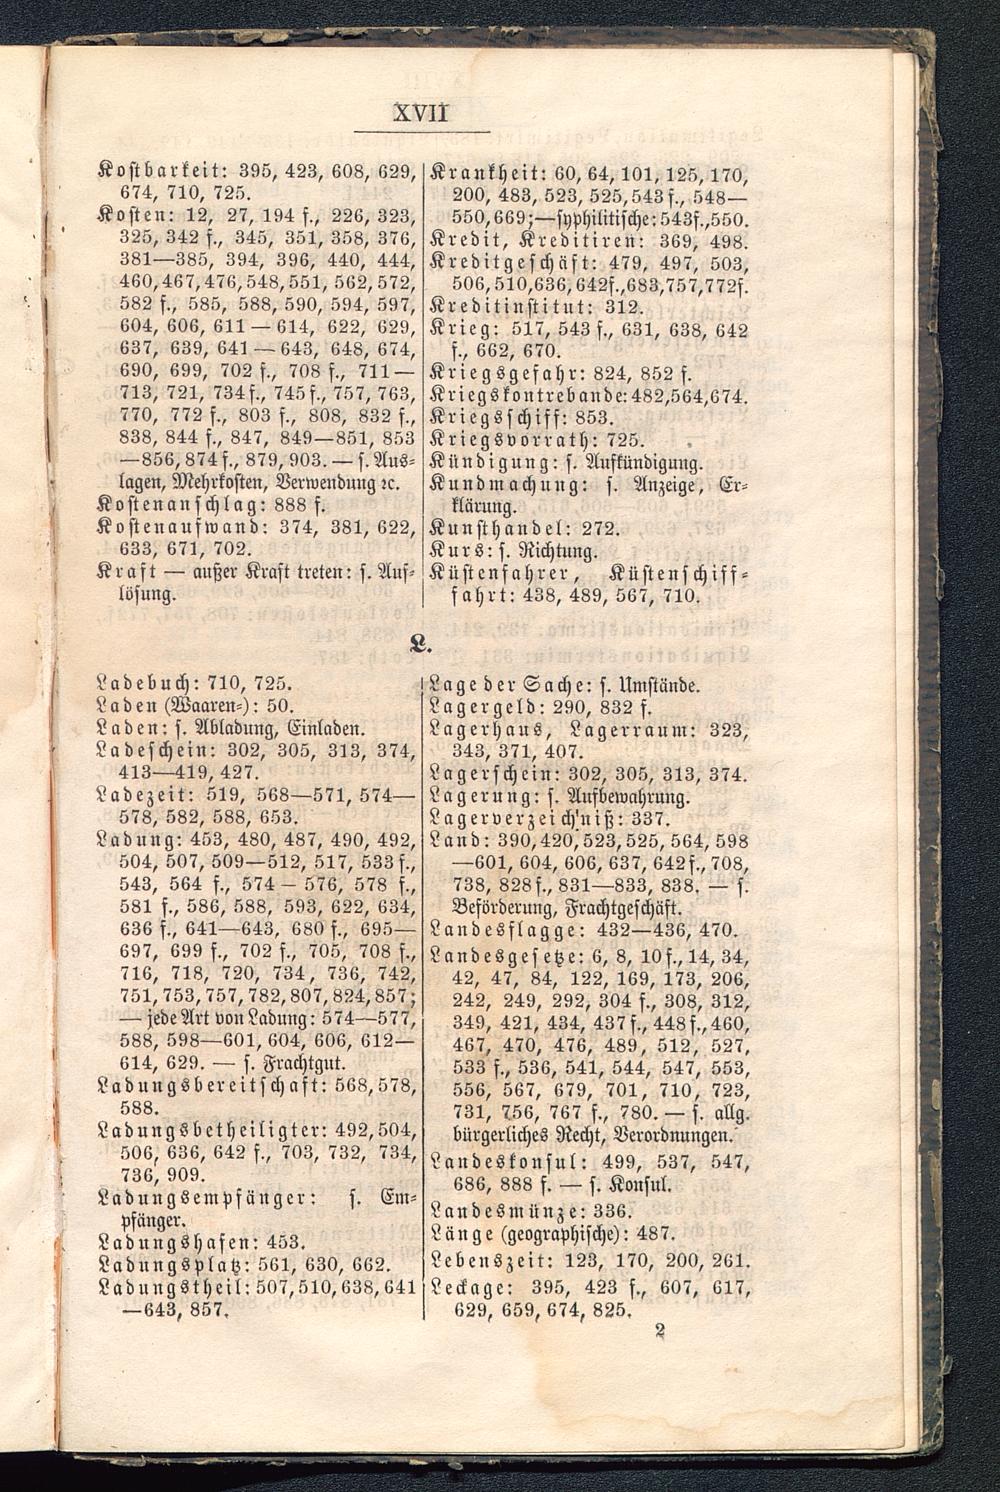 XVII
Kostbarkeit: 395, 423, 608, 629,
674, 710, 725.
Kosten: 12, 27, 194 f., 226, 323,
325, 342 f., 345, 351, 358, 376,
381—385, 394, 396, 440, 444,
460, 467, 476, 548, 551, 562, 572,
582 f., 585, 588, 590, 594, 597,
604, 606, 611—614, 622, 629,
637, 639, 641—643, 648, 674,
690, 699, 702 f., 708 f., 711—
713, 721, 734 f., 745 f., 757, 763,
770, 772 f., 803 f., 808, 832 f.,
838, 844 f., 847, 849—851, 853
—856, 874 f., 879, 903. — s. Aus-
lagen, Mehrkosten, Verwendung ꝛc.
Kostenanschlag: 888 f.
Kostenaufwand: 374, 381, 622,
633, 671, 702.
Kraft — außer Kraft treten: s. Auf-
lösung.
Krankheit: 60, 64, 101, 125, 170,
200, 483, 523, 525, 543 f., 548—
550, 669; — syphilitische: 543 f., 550.
Kredit, Kreditiren: 369, 498.
Kreditgeschäft: 479, 497, 503,
506, 510, 636, 642 f., 683, 757, 772 f.
Kreditinstitut: 312.
Krieg: 517, 543 f., 631, 638, 642
f., 662, 670.
Kriegsgefahr: 824, 852 f.
Kriegskontrebande: 482, 564, 674.
Kriegsschiff: 853.
Kriegsvorrath: 725.
Kündigung: s. Aufkündigung.
Kundmachung: s. Anzeige, Er-
klärung.
Kunsthandel: 272.
Kurs: s. Richtung.
Küstenfahrer, Küstenschiff-
fahrt: 438, 489, 567, 710.
L.
Ladebuch: 710, 725.
Laden (Waaren-): 50.
Laden: s. Abladung, Einladen.
Ladeschein: 302, 305, 313, 374,
413—419, 427.
Ladezeit: 519, 568—571, 574—
578, 582, 588, 653.
Ladung: 453, 480, 487, 490, 492,
504, 507, 509—512, 517, 533 f.,
543, 564 f., 574 – 576, 578 f.,
581 f., 586, 588, 593, 622, 634,
636 f., 641—643, 680 f., 695—
697, 699 f., 702 f., 705, 708 f.,
716, 718, 720, 734, 736, 742,
751, 753, 757, 782, 807, 824, 857;
— jede Art von Ladung: 574—577,
588, 598—601, 604, 606, 612—
614, 629. — s. Frachtgut.
Ladungsbereitschaft: 568, 578,
588.
Ladungsbetheiligter: 492, 504,
506, 636, 642 f., 703, 732, 734,
736, 909.
Ladungsempfänger: s. Em-
pfänger.
Ladungshafen: 453.
Ladungsplatz: 561, 630, 662.
Ladungstheil: 507, 510, 638, 641
—643, 857.
Lage der Sache: s. Umstände.
Lagergeld: 290, 832 f.
Lagerhaus, Lagerraum: 323,
343, 371, 407.
Lagerschein: 302, 305, 313, 374.
Lagerung: s. Aufbewahrung.
Lagerverzeichniß: 337.
Land: 390, 420, 523, 525, 564, 598
—601, 604, 606, 637, 642 f., 708,
738, 828 f., 831—833, 838. — s.
Beförderung, Frachtgeschäft.
Landesflagge: 432—436, 470.
Landesgesetze: 6, 8, 10 f., 14, 34,
42, 47, 84, 122, 169, 173, 206,
242, 249, 292, 304 f., 308, 312,
349, 421, 434, 437 f., 448 f., 460,
467, 470, 476, 489, 512, 527,
533 f., 536, 541, 544, 547, 553,
556, 567, 679, 701, 710, 723,
731, 756, 767 f., 780. — s. allg.
bürgerliches Recht, Verordnungen.
Landeskonsul: 499, 537, 547,
686, 888 f. — s. Konsul.
Landesmünze: 336.
Länge (geographische): 487.
Lebenszeit: 123, 170, 200, 261.
Leckage: 395, 423 f., 607, 617,
629, 659, 674, 825.
2